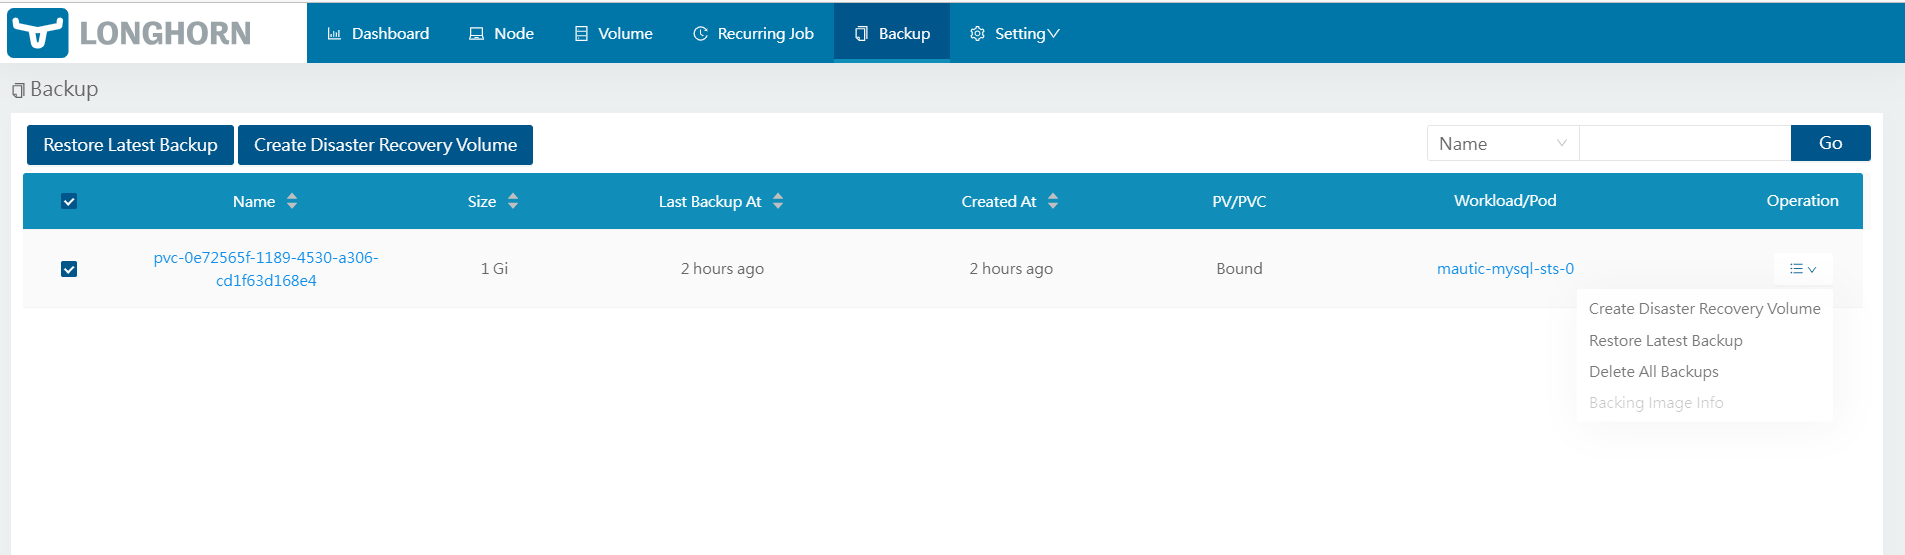 LONGHORN
Dashboard Node Volume Recurring Job Backup Setting
Backup
Restore Latest Backup Create Disaster Recovery Volume Name Go
Name Size Last Backup At Created At PV/PVC Workload/Pod Operation
pvc-0e72565f-1189-4530-a306-
cd1f63d168e4 1 Gi 2 hours ago 2 hours ago Bound mautic-mysql-sts-0
Create Disaster Recovery Volume
Restore Latest Backup
Delete All Backups
Backing Image Info